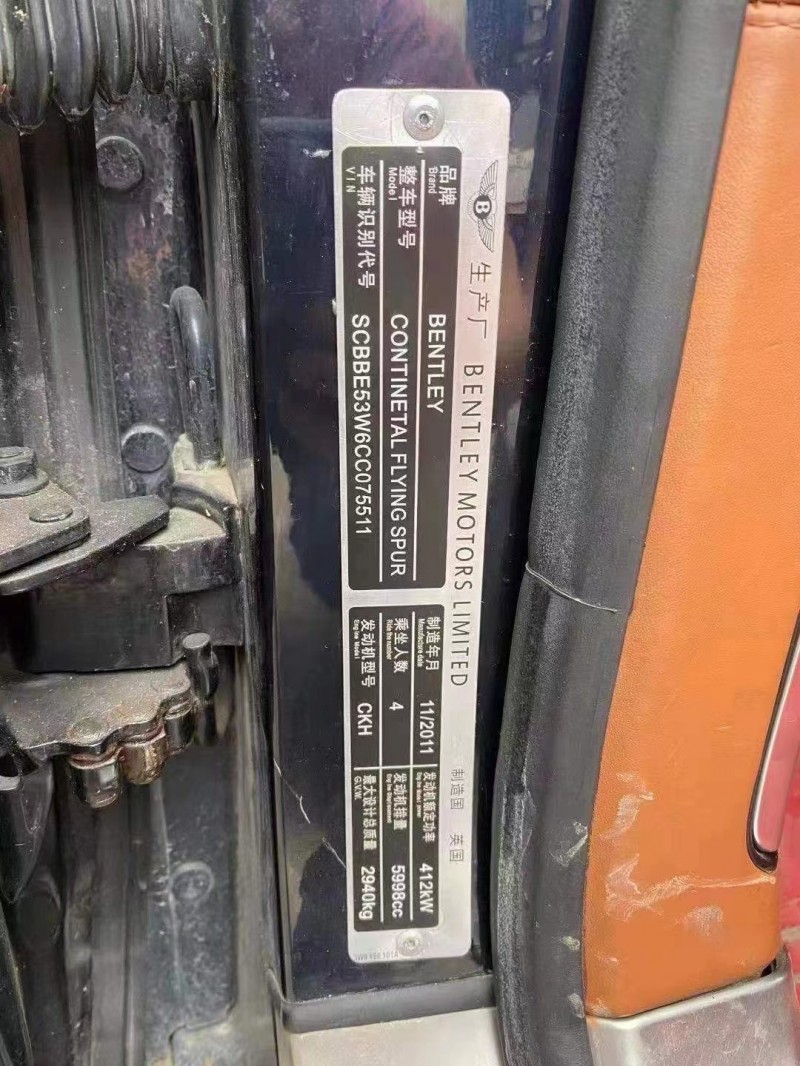 B
生产厂 BENTLEY MOTORS LIMITED 制造国 英国
品牌 BENTLEY
Brand
整车型号 CONTINETAL FLYING SPUR
Model
车辆识别代号 SCBBE53W6CC075511
VIN
制造年月 11/2011 发动机额定功率 412kW
Manufacture date
乘坐人数 4 发动机排量 5998cc
发动机型号 CKH 最大设计总质量 2940kg
G.V.W.